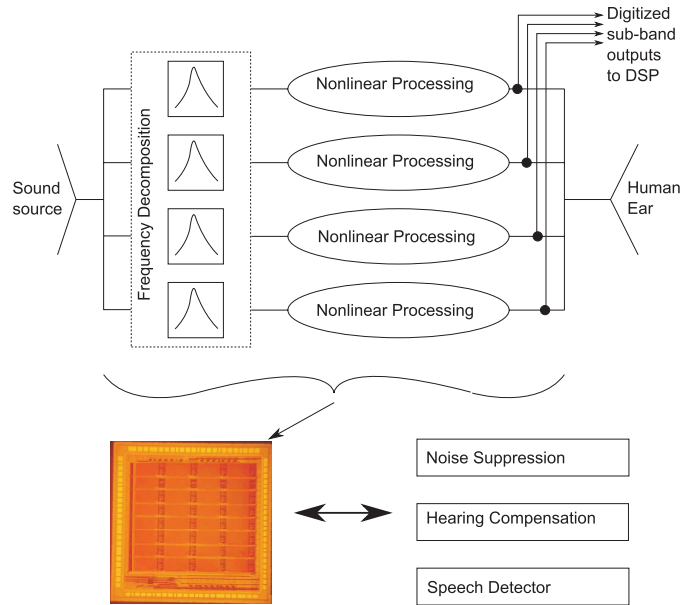 Digitized
sub-band
outputs
to DSP
Nonlinear Processing
Nonlinear Processing
Nonlinear Processing
Nonlinear Processing
Frequency Decomposition
Sound
source
Human
Ear
Noise Suppression
Hearing Compensation
Speech Detector